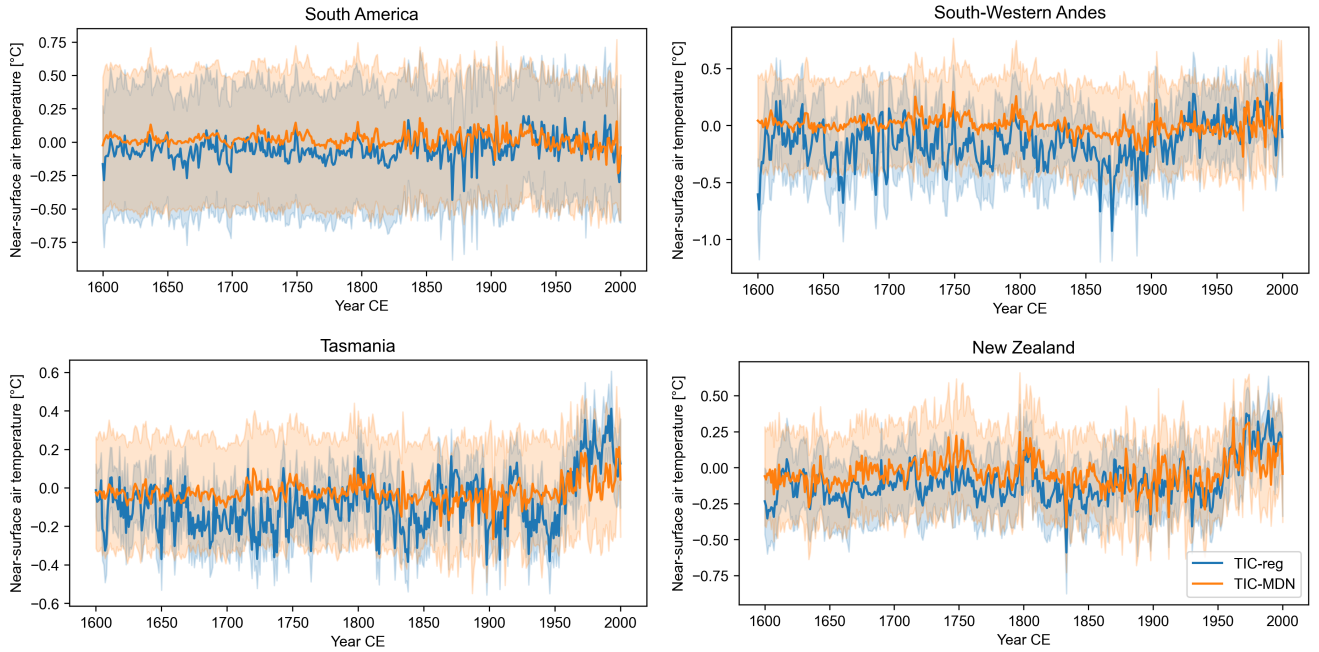 South America
Near-surface air temperature [°C]
0.75
0.50
0.25
0.00
−0.25
−0.50
−0.75
1600 1650 1700 1750 1800 1850 1900 1950 2000
Year CE
South-Western Andes
Near-surface air temperature [°C]
0.5
0.0
−0.5
−1.0
1600 1650 1700 1750 1800 1850 1900 1950 2000
Year CE
Tasmania
Near-surface air temperature [°C]
0.6
0.4
0.2
0.0
−0.2
−0.4
−0.6
1600 1650 1700 1750 1800 1850 1900 1950 2000
Year CE
New Zealand
Near-surface air temperature [°C]
0.50
0.25
0.00
−0.25
−0.50
−0.75
TIC-reg
TIC-MDN
1600 1650 1700 1750 1800 1850 1900 1950 2000
Year CE